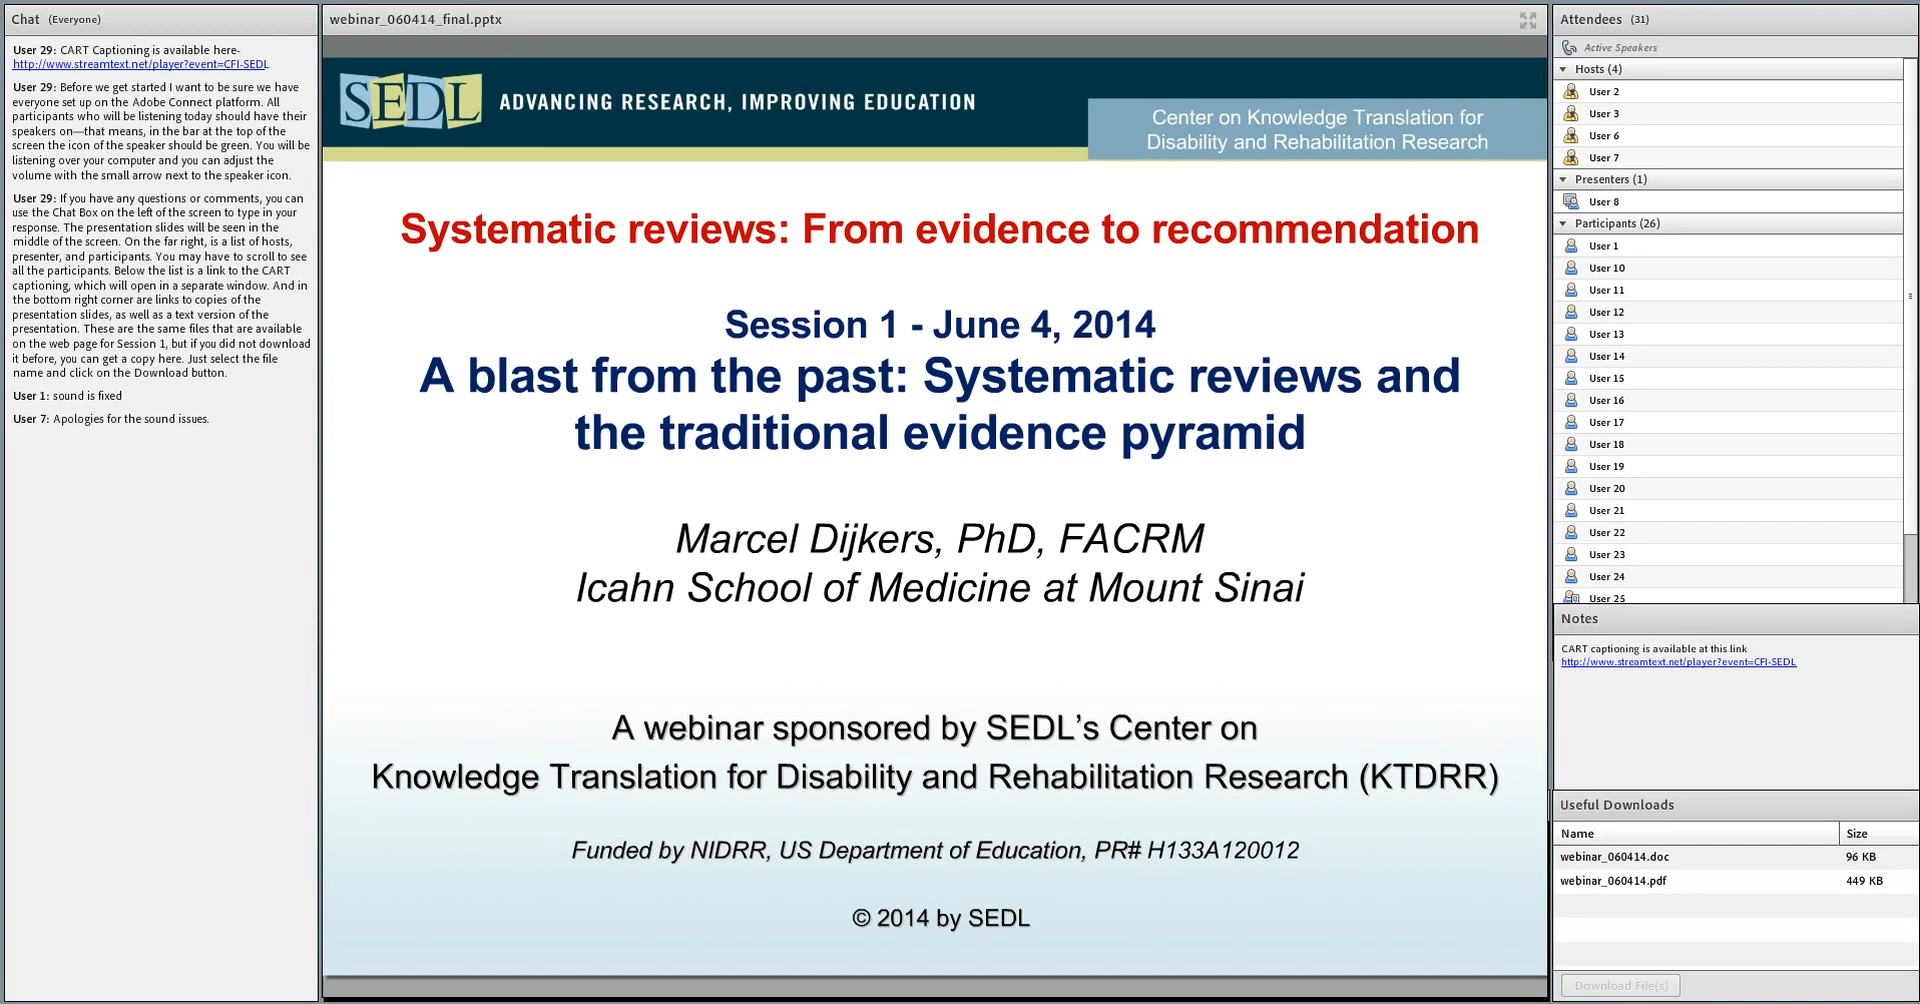 Chat (Everyone)
User 29: CART Captioning is available here-
http://www.streamtext.net/player?event=CFI-SEDL
User 29: Before we get started I want to be sure we have
everyone set up on the Adobe Connect platform. All
participants who will be listening today should have their
speakers on—that means, in the bar at the top of the
screen the icon of the speaker should be green. You will be
listening over your computer and you can adjust the
volume with the small arrow next to the speaker icon.
User 29: If you have any questions or comments, you can
use the Chat Box on the left of the screen to type in your
response. The presentation slides will be seen in the
middle of the screen. On the far right, is a list of hosts,
presenter, and participants. You may have to scroll to see
all the participants. Below the list is a link to the CART
captioning, which will open in a separate window. And in
the bottom right corner are links to copies of the
presentation slides, as well as a text version of the
presentation. These are the same files that are available
on the web page for Session 1, but if you did not download
it before, you can get a copy here. Just select the file
name and click on the Download button.
User 1: sound is fixed
User 7: Apologies for the sound issues.
webinar_060414_final.pptx
SEDL ADVANCING RESEARCH, IMPROVING EDUCATION
Center on Knowledge Translation for
Disability and Rehabilitation Research
Systematic reviews: From evidence to recommendation
Session 1 - June 4, 2014
A blast from the past: Systematic reviews and
the traditional evidence pyramid
Marcel Dijkers, PhD, FACRM
Icahn School of Medicine at Mount Sinai
A webinar sponsored by SEDL's Center on
Knowledge Translation for Disability and Rehabilitation Research (KTDRR)
Funded by NIDRR, US Department of Education, PR# H133A120012
© 2014 by SEDL
Attendees (31)
Active Speakers
Hosts (4)
User 2
User 3
User 6
User 7
Presenters (1)
User 8
Participants (26)
User 1
User 10
User 11
User 12
User 13
User 14
User 15
User 16
User 17
User 18
User 19
User 20
User 21
User 22
User 23
User 24
User 25
Notes
CART captioning is available at this link
http://www.streamtext.net/player?event=CFI-SEDL
Useful Downloads
Name Size
webinar_060414.doc 96 KB
webinar_060414.pdf 449 KB
Download File(s)